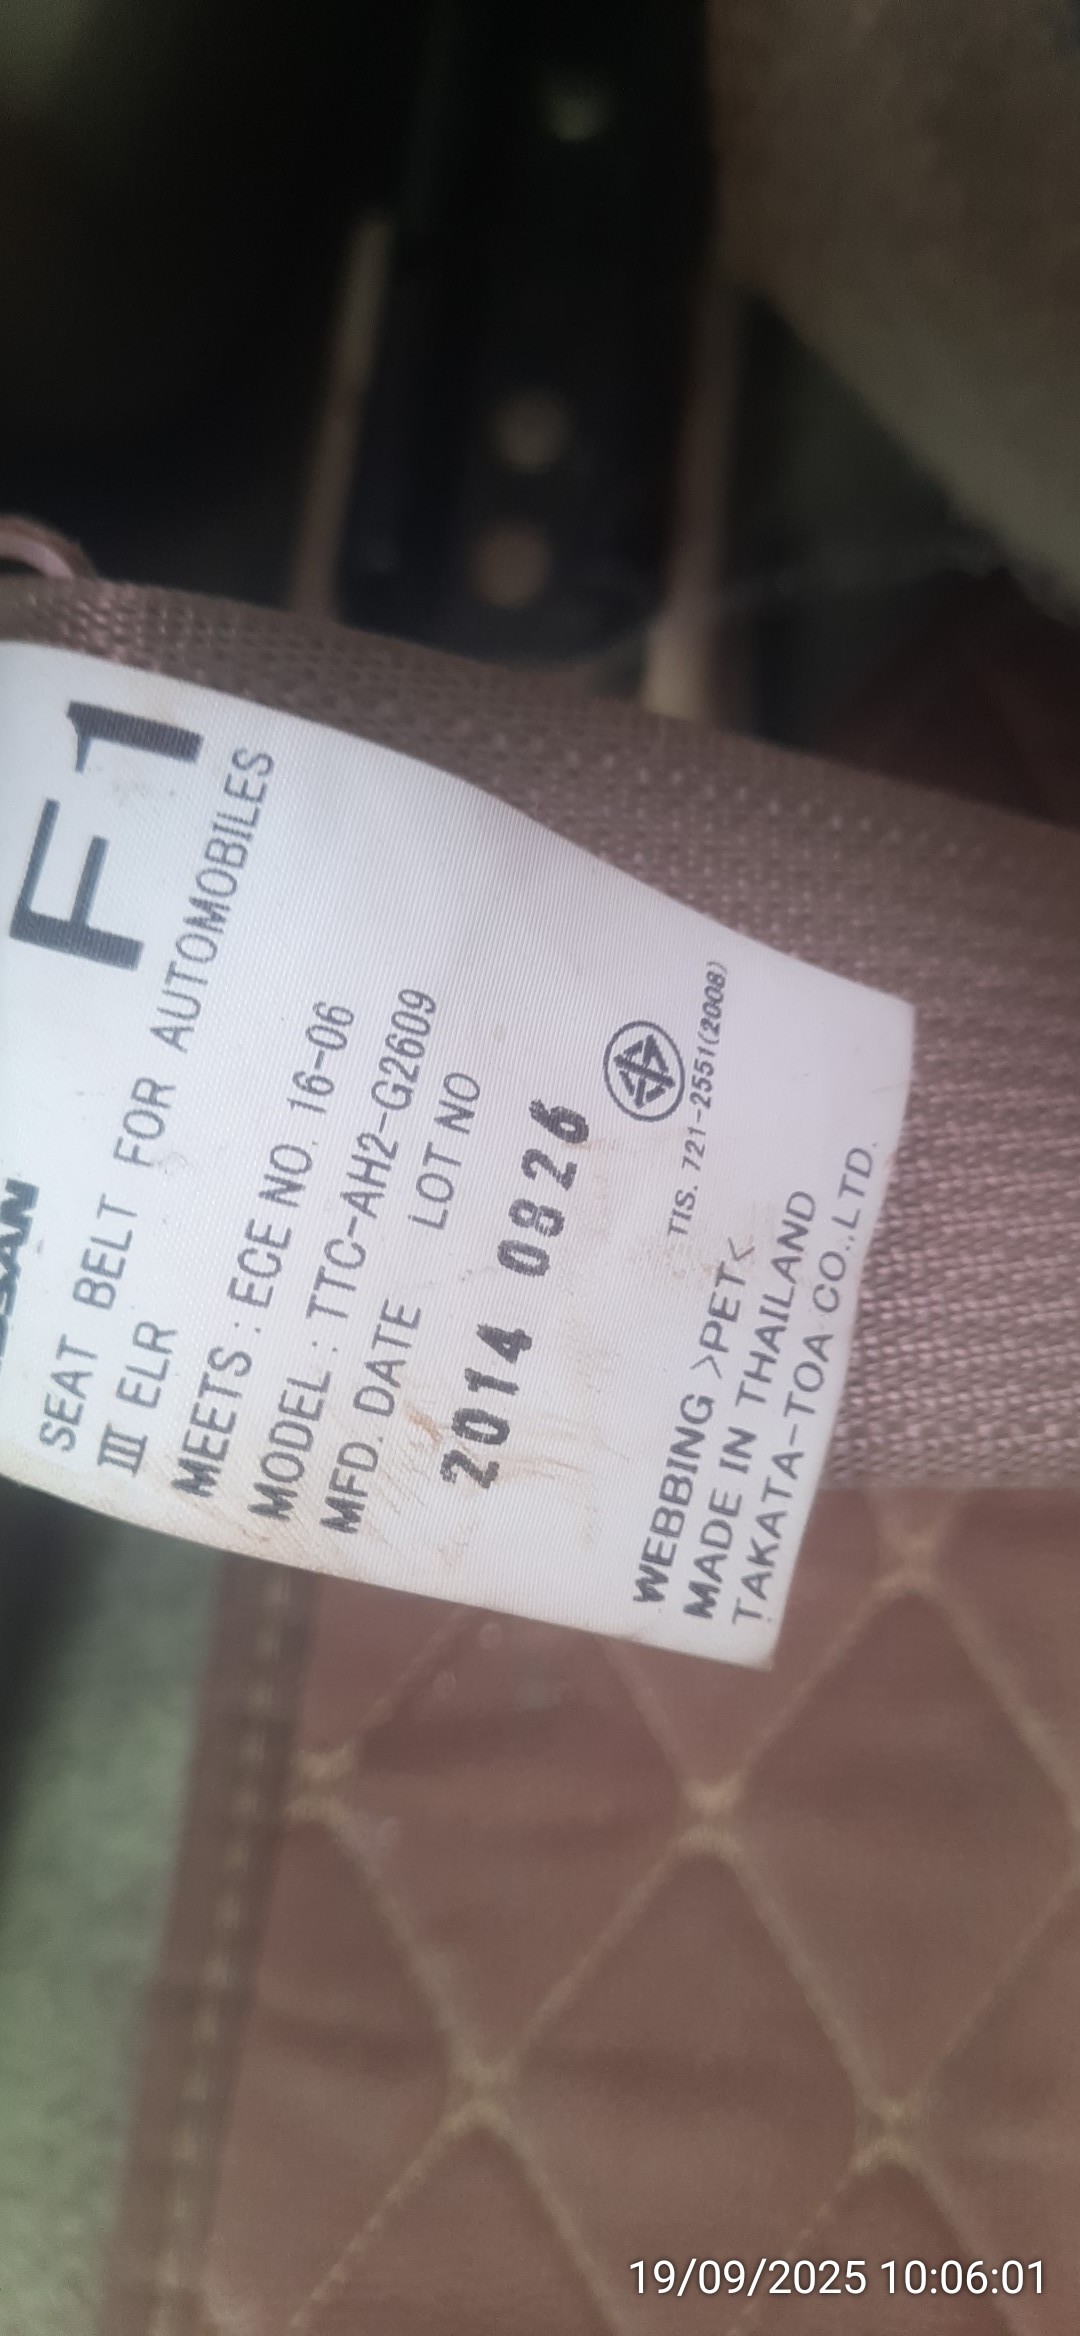 F1
SEAT BELT FOR AUTOMOBILES
III ELR
MEETS : ECE NO. 16-06
MODEL : TTC-AH2-G2609
MFD. DATE LOT NO
2014 0826
TIS. 721-2551(2008)
WEBBING >PET<
MADE IN THAILAND
TAKATA-TOA CO.,LTD.
19/09/2025 10:06:01